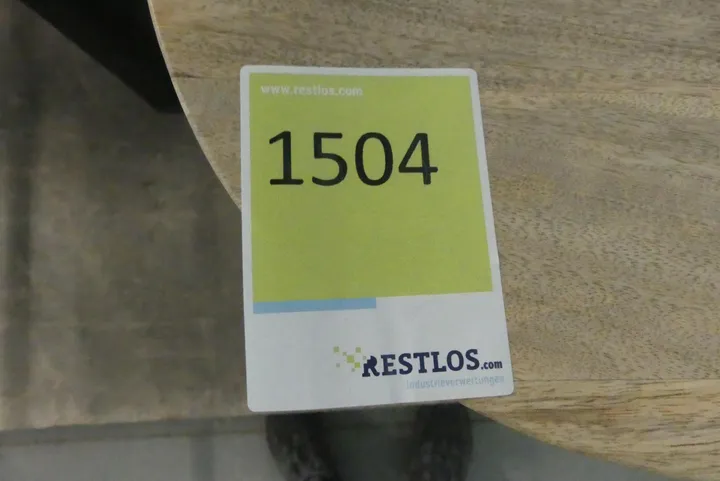 www.restlos.com
1504
RESTLOS.com
industrieverwertungen